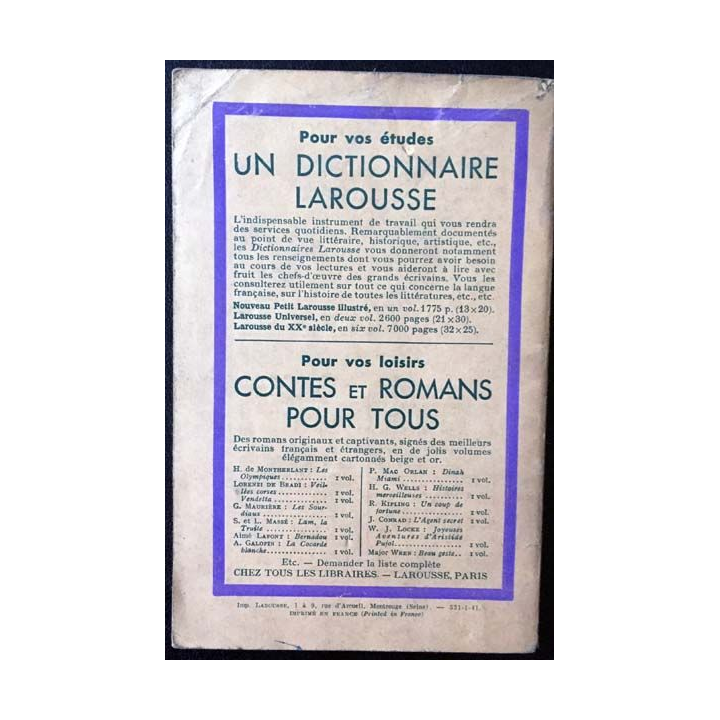 Pour vos études
UN DICTIONNAIRE
LAROUSSE
L'indispensable instrument de travail qui vous rendra
des services quotidiens. Remarquablement documentés
au point de vue littéraire, historique, artistique, etc.,
les Dictionnaires Larousse vous donneront notamment
tous les renseignements dont vous pourrez avoir besoin
au cours de vos lectures et vous aideront à lire avec
fruit les chefs-d'œuvre des grands écrivains. Vous les
consulterez utilement sur tout ce qui concerne la langue
française, sur l'histoire de toutes les littératures, etc., etc.
Nouveau Petit Larousse illustré, en un vol. 1775 p. (13×20).
Larousse Universel, en deux vol. 2600 pages (21×30).
Larousse du XXe siècle, en six vol. 7000 pages (32×25).
Pour vos loisirs
CONTES ET ROMANS
POUR TOUS
Des romans originaux et captivants, signés des meilleurs
écrivains français et étrangers, en de jolis volumes
élégamment cartonnés beige et or.
H. DE MONTHERLANT : Les
Olympiques............ 1 vol.
LORENZI DE BRADI : Veil-
lées corses............ 1 vol.
Vendetta............ 1 vol.
G. MAURIÈRE : Les Sour-
diaux............ 1 vol.
S. et L. MASSÉ : Lam, la
Truite............ 1 vol.
AIMÉ LAFONT : Bernadou 1 vol.
A. GALOPIN : La Cocarde
blanche............ 1 vol.
P. MAC ORLAN : Dinah
Miami............ 1 vol.
H. G. WELLS : Histoires
merveilleuses............ 1 vol.
R. KIPLING : Un coup de
fortune............ 1 vol.
J. CONRAD : L'Agent secret 1 vol.
W. J. LOCKE : Joyeuses
Aventures d'Aristide
Pujol............ 1 vol.
Major WREN : Beau geste.. 1 vol.
Etc. — Demander la liste complète
CHEZ TOUS LES LIBRAIRES. — LAROUSSE, PARIS
Imp. LAROUSSE, 1 à 9, rue d'Arcueil, Montrouge (Seine). — 331-1-41.
IMPRIMÉ EN FRANCE (Printed in France)